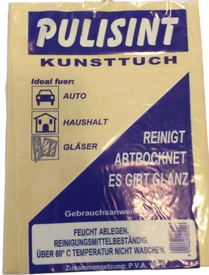 PULISINT
KUNSTTUCH
Ideal fuer:
AUTO
HAUSHALT
GLÄSER
REINIGT
ABTROCKNET
ES GIBT GLANZ
Gebrauchsanweisung
FEUCHT ABLEGEN.
REINIGUNGSMITTELBESTÄNDIG.
ÜBER 60° C TEMPERATUR NICHT WASCHEN.
Zusammensetzung: P.V.A.